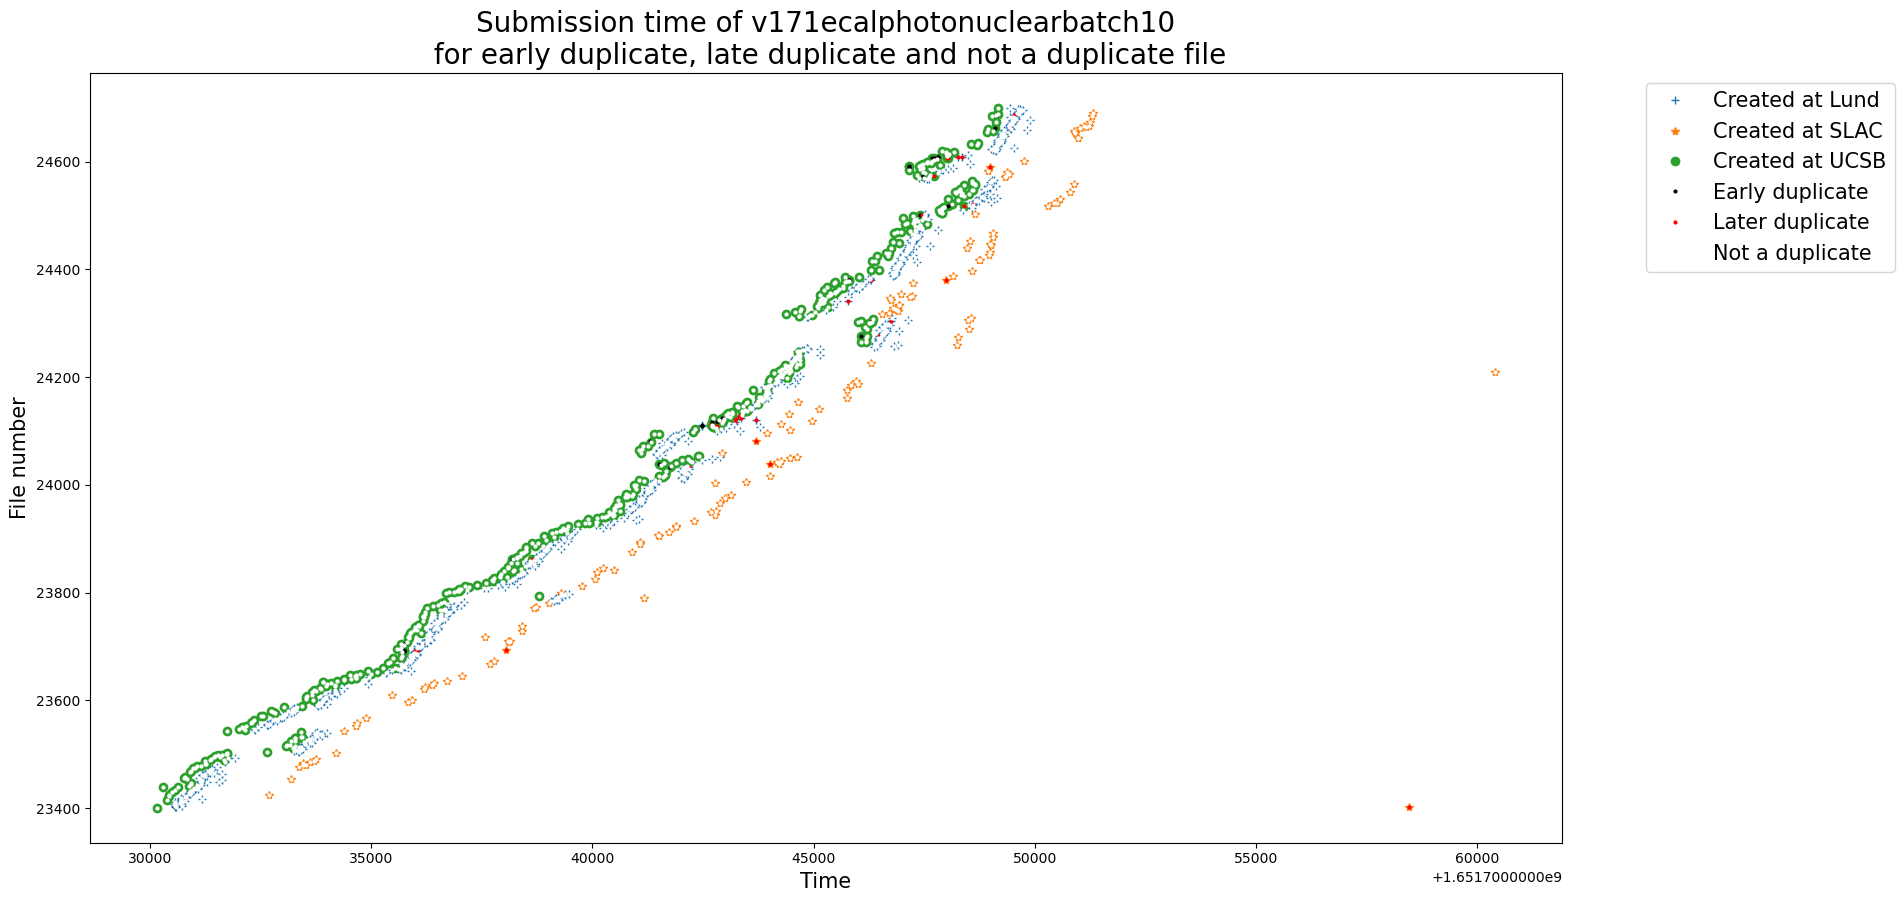 Submission time of v171ecalphotonuclearbatch10
for early duplicate, late duplicate and not a duplicate file
Created at Lund
Created at SLAC
Created at UCSB
Early duplicate
Later duplicate
Not a duplicate
File number
24600
24400
24200
24000
23800
23600
23400
30000
35000
40000
45000
50000
55000
60000
Time
+1.6517000000e9